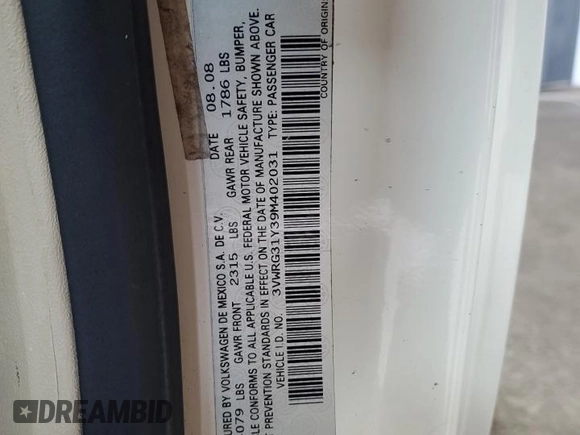 URED BY VOLKSWAGEN DE MEXICO S.A. DE C.V. DATE 08.08
079 LBS GAWR FRONT 2315 LBS GAWR REAR 1786 LBS
LE CONFORMS TO ALL APPLICABLE U.S. FEDERAL MOTOR VEHICLE SAFETY, BUMPER,
T PREVENTION STANDARDS IN EFFECT ON THE DATE OF MANUFACTURE SHOWN ABOVE.
VEHICLE I D. NO. 3VWRG31Y39M402031 TYPE: PASSENGER CAR
COUNTRY OF ORIGIN:
DREAMBID